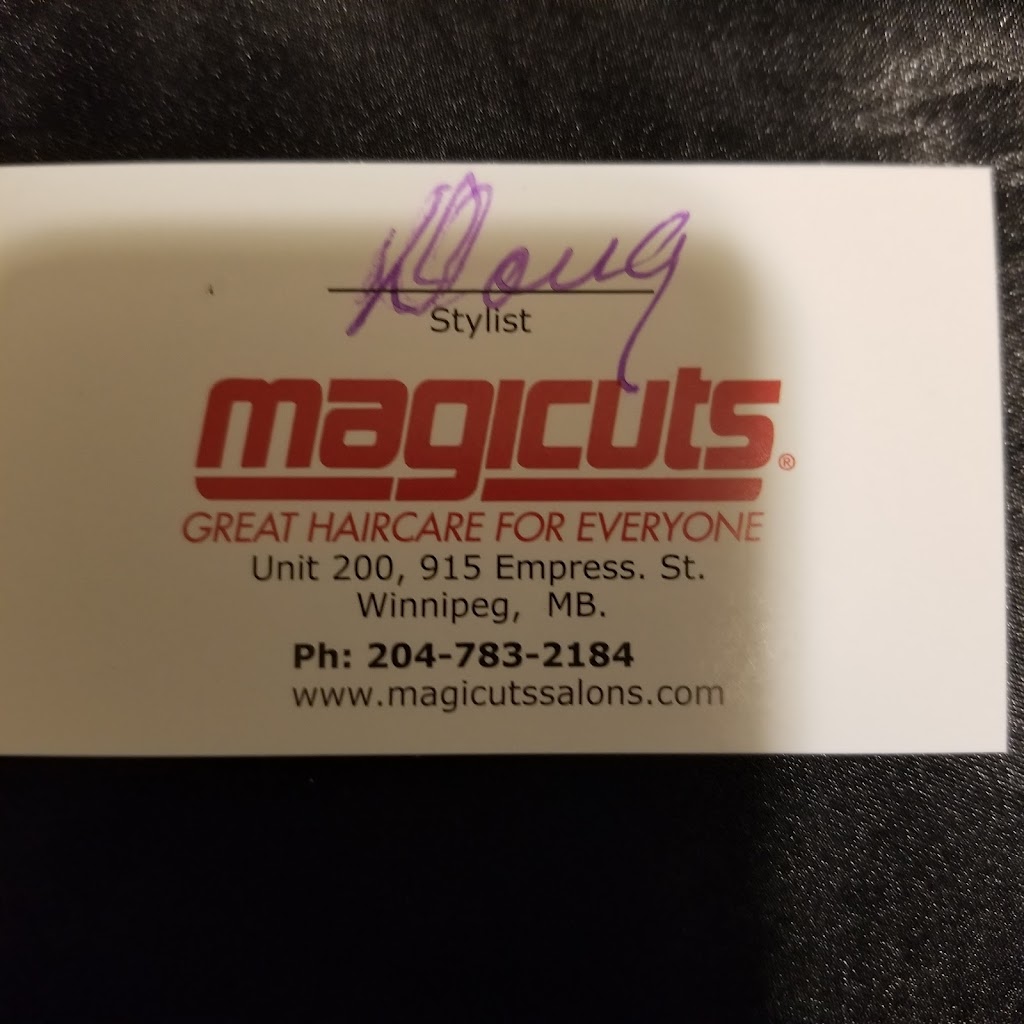 Doug
Stylist
magicuts®
GREAT HAIRCARE FOR EVERYONE
Unit 200, 915 Empress. St.
Winnipeg, MB.
Ph: 204-783-2184
www.magicutssalons.com